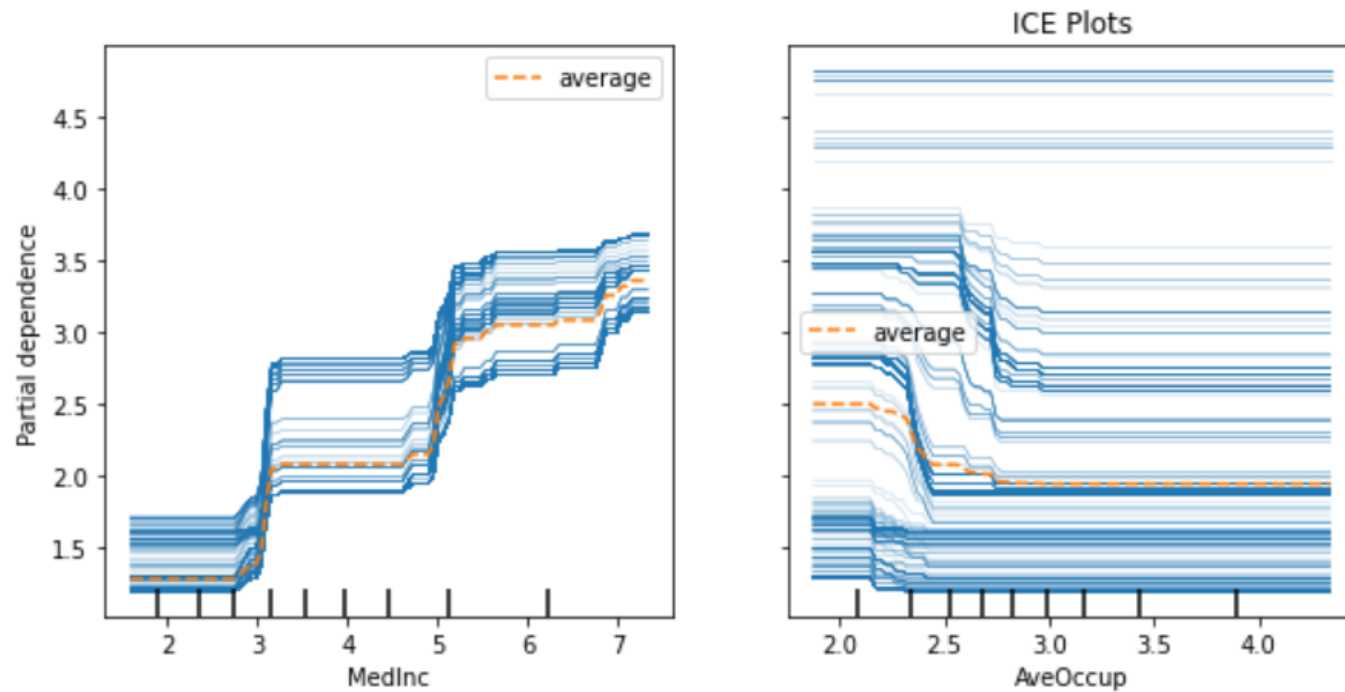 ICE Plots
average
4.5
4.0
3.5
3.0
2.5
2.0
1.5
Partial dependence
2 3 4 5 6 7
MedInc
average
2.0 2.5 3.0 3.5 4.0
AveOccup